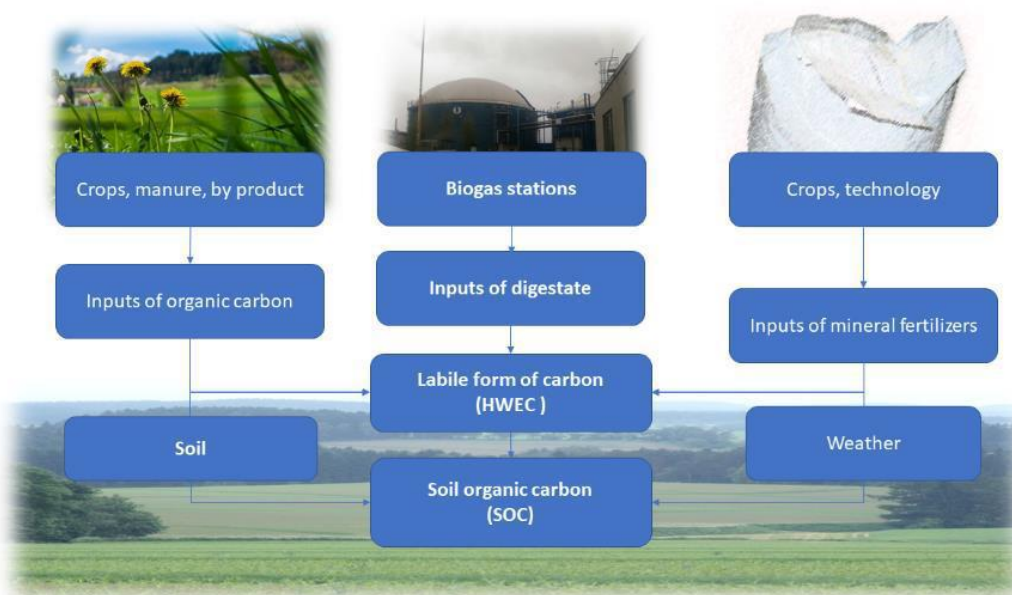 Crops, manure, by product
Biogas stations
Crops, technology
Inputs of organic carbon
Inputs of digestate
Inputs of mineral fertilizers
Labile form of carbon
(HWEC )
Soil
Weather
Soil organic carbon
(SOC)